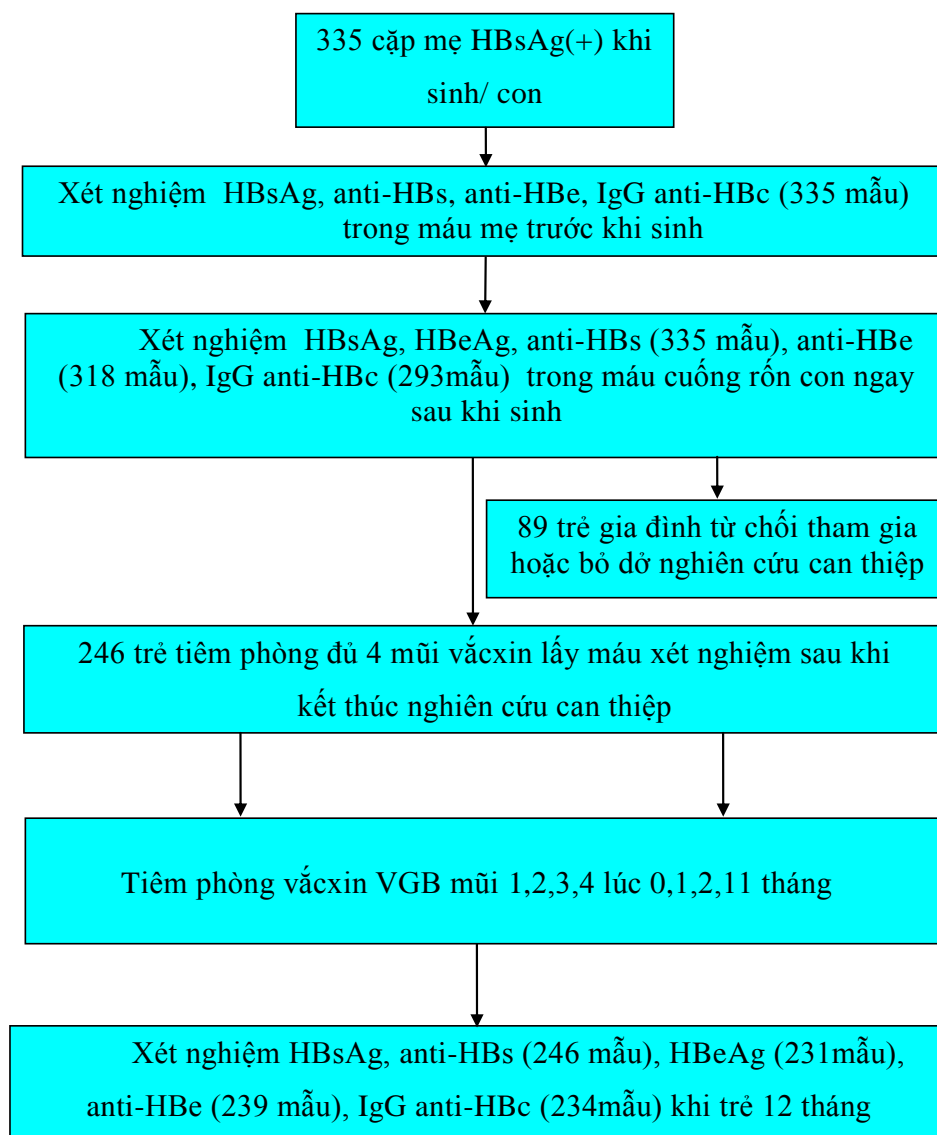 335 cặp mẹ HBsAg(+) khi
sinh/ con
Xét nghiệm HBsAg, anti-HBs, anti-HBe, IgG anti-HBc (335 mẫu)
trong máu mẹ trước khi sinh
Xét nghiệm HBsAg, HBeAg, anti-HBs (335 mẫu), anti-HBe
(318 mẫu), IgG anti-HBc (293mẫu) trong máu cuống rốn con ngay
sau khi sinh
89 trẻ gia đình từ chối tham gia
hoặc bỏ dở nghiên cứu can thiệp
246 trẻ tiêm phòng đủ 4 mũi vắcxin lấy máu xét nghiệm sau khi
kết thúc nghiên cứu can thiệp
Tiêm phòng vắcxin VGB mũi 1,2,3,4 lúc 0,1,2,11 tháng
Xét nghiệm HBsAg, anti-HBs (246 mẫu), HBeAg (231mẫu),
anti-HBe (239 mẫu), IgG anti-HBc (234mẫu) khi trẻ 12 tháng